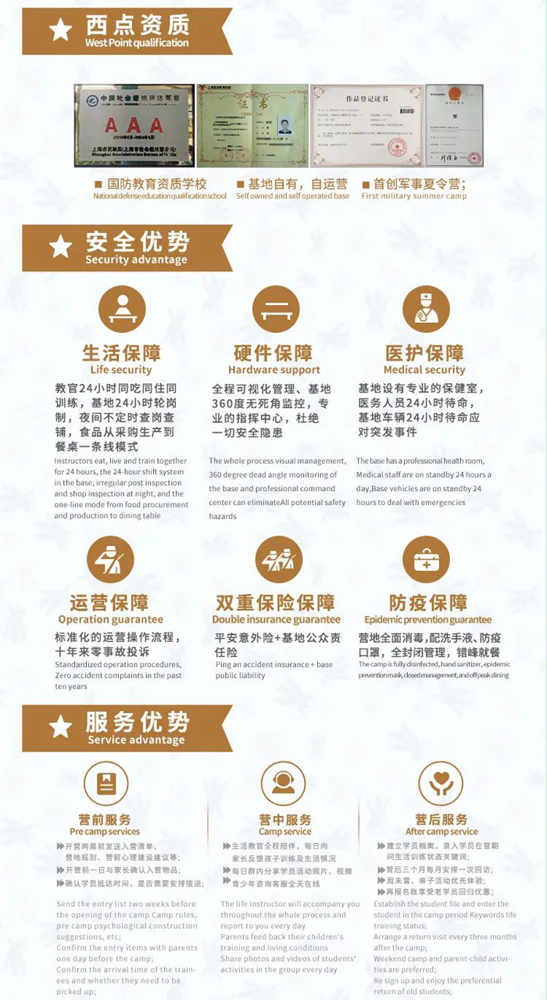 西点资质
West Point qualification
中国社会组织评估等级
AAA
(2019年6月-2024年6月)
上海市民政局(上海市社会组织管理局)
证书
作品登记证书
■ 国防教育资质学校
National defense education qualification school
■ 基地自有，自运营
Self owned and self operated base
■ 首创军事夏令营；
First military summer camp
安全优势
Security advantage
生活保障
Life security
教官24小时同吃同住同
训练，基地24小时轮岗
制，夜间不定时查岗查
铺，食品从采购生产到
餐桌一条线模式
Instructors eat, live and train together
for 24 hours, the 24-hour shift system
in the base, irregular post inspection
and shop inspection at night, and the
one-line mode from food procurement
and production to dining table
硬件保障
Hardware support
全程可视化管理、基地
360度无死角监控，专
业的指挥中心，杜绝
一切安全隐患
The whole process visual management,
360 degree dead angle monitoring of
the base and professional command
center can eliminateAll potential safety
hazards
医护保障
Medical security
基地设有专业的保健室，
医务人员24小时待命，
基地车辆24小时待命应
对突发事件
The base has a professional health room,
Medical staff are on standby 24 hours a
day,Base vehicles are on standby 24
hours to deal with emergencies
运营保障
Operation guarantee
标准化的运营操作流程，
十年来零事故投诉
Standardized operation procedures,
Zero accident complaints in the past
ten years
双重保险保障
Double insurance guarantee
平安意外险+基地公众责
任险
Ping an accident insurance + base
public liability
防疫保障
Epidemic prevention guarantee
营地全面消毒,配洗手液、防疫
口罩，全封闭管理，错峰就餐
The camp is fully disinfected, hand sanitizer, epidemic
prevention mask, closed management, and off peak dining
服务优势
Service advantage
营前服务
Pre camp services
开营两周前发送入营清单、
营地规则、营前心理建设建议等;
开营前一日与家长确认入营物品;
确认学员抵达时间，是否需要安排接送;
Send the entry list two weeks before
the opening of the camp Camp rules,
pre camp psychological construction
suggestions, etc;
Confirm the entry items with parents
one day before the camp;
Confirm the arrival time of the train-
ees and whether they need to be
picked up;
营中服务
Camp service
生活教官全程陪伴，每日向
家长反馈孩子训练及生活情况
每日群内分享学员活动照片、视频
青少年咨询客服全天在线
The life instructor will accompany you
throughout the whole process and
report to you every day
Parents feed back their children's
training and living conditions
Share photos and videos of students'
activities in the group every day
营后服务
After camp service
建立学员档案，录入学员在营期
间生活训练状态关键词;
营后三个月每月安排一次回访;
周末营、亲子活动优先体验;
再报名既享受老学员回归优惠;
Establish the student file and enter the
student in the camp period Keywords life
training status;
Arrange a return visit every three months
after the camp;
Weekend camp and parent-child activi-
ties are preferred;
Re sign up and enjoy the preferential
return of old students;